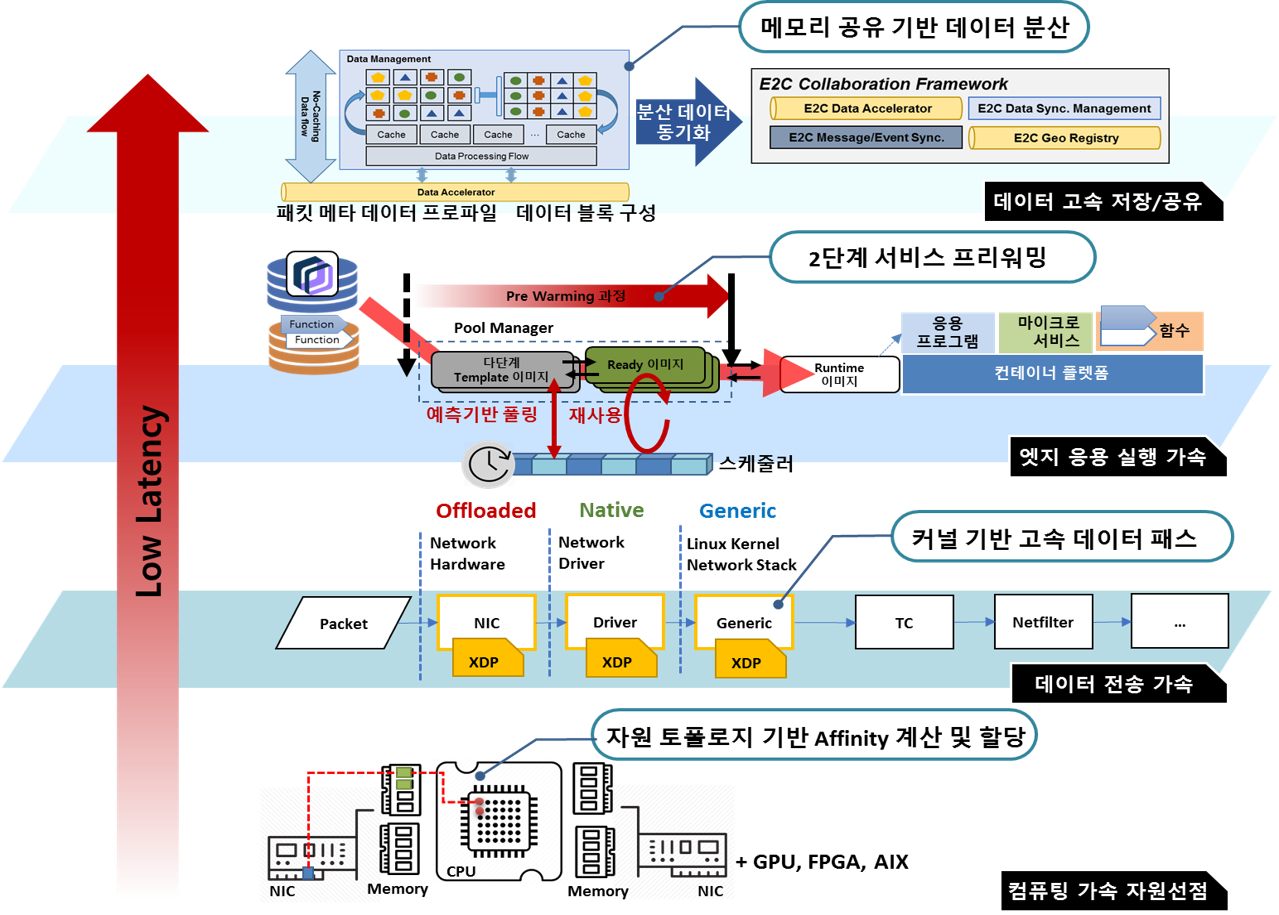 메모리 공유 기반 데이터 분산
No-Caching
Data flow
Data Management
Cache
Cache
Cache
...
Cache
Data Processing Flow
Data Accelerator
패킷 메타 데이터 프로파일
데이터 블록 구성
분산 데이터
동기화
E2C Collaboration Framework
E2C Data Accelerator
E2C Data Sync. Management
E2C Message/Event Sync.
E2C Geo Registry
데이터 고속 저장/공유
2단계 서비스 프리워밍
Function
Function
Pre Warming 과정
Pool Manager
다단계
Template 이미지
Ready 이미지
Runtime
이미지
응용
프로그램
마이크로
서비스
함수
컨테이너 플렛폼
예측기반 풀링
재사용
스케줄러
엣지 응용 실행 가속
Low Latency
Offloaded
Native
Generic
Network
Hardware
Network
Driver
Linux Kernel
Network Stack
커널 기반 고속 데이터 패스
Packet
NIC
XDP
Driver
XDP
Generic
XDP
TC
Netfilter
...
데이터 전송 가속
자원 토폴로지 기반 Affinity 계산 및 할당
NIC
Memory
CPU
Memory
NIC
+ GPU, FPGA, AIX
컴퓨팅 가속 자원선점